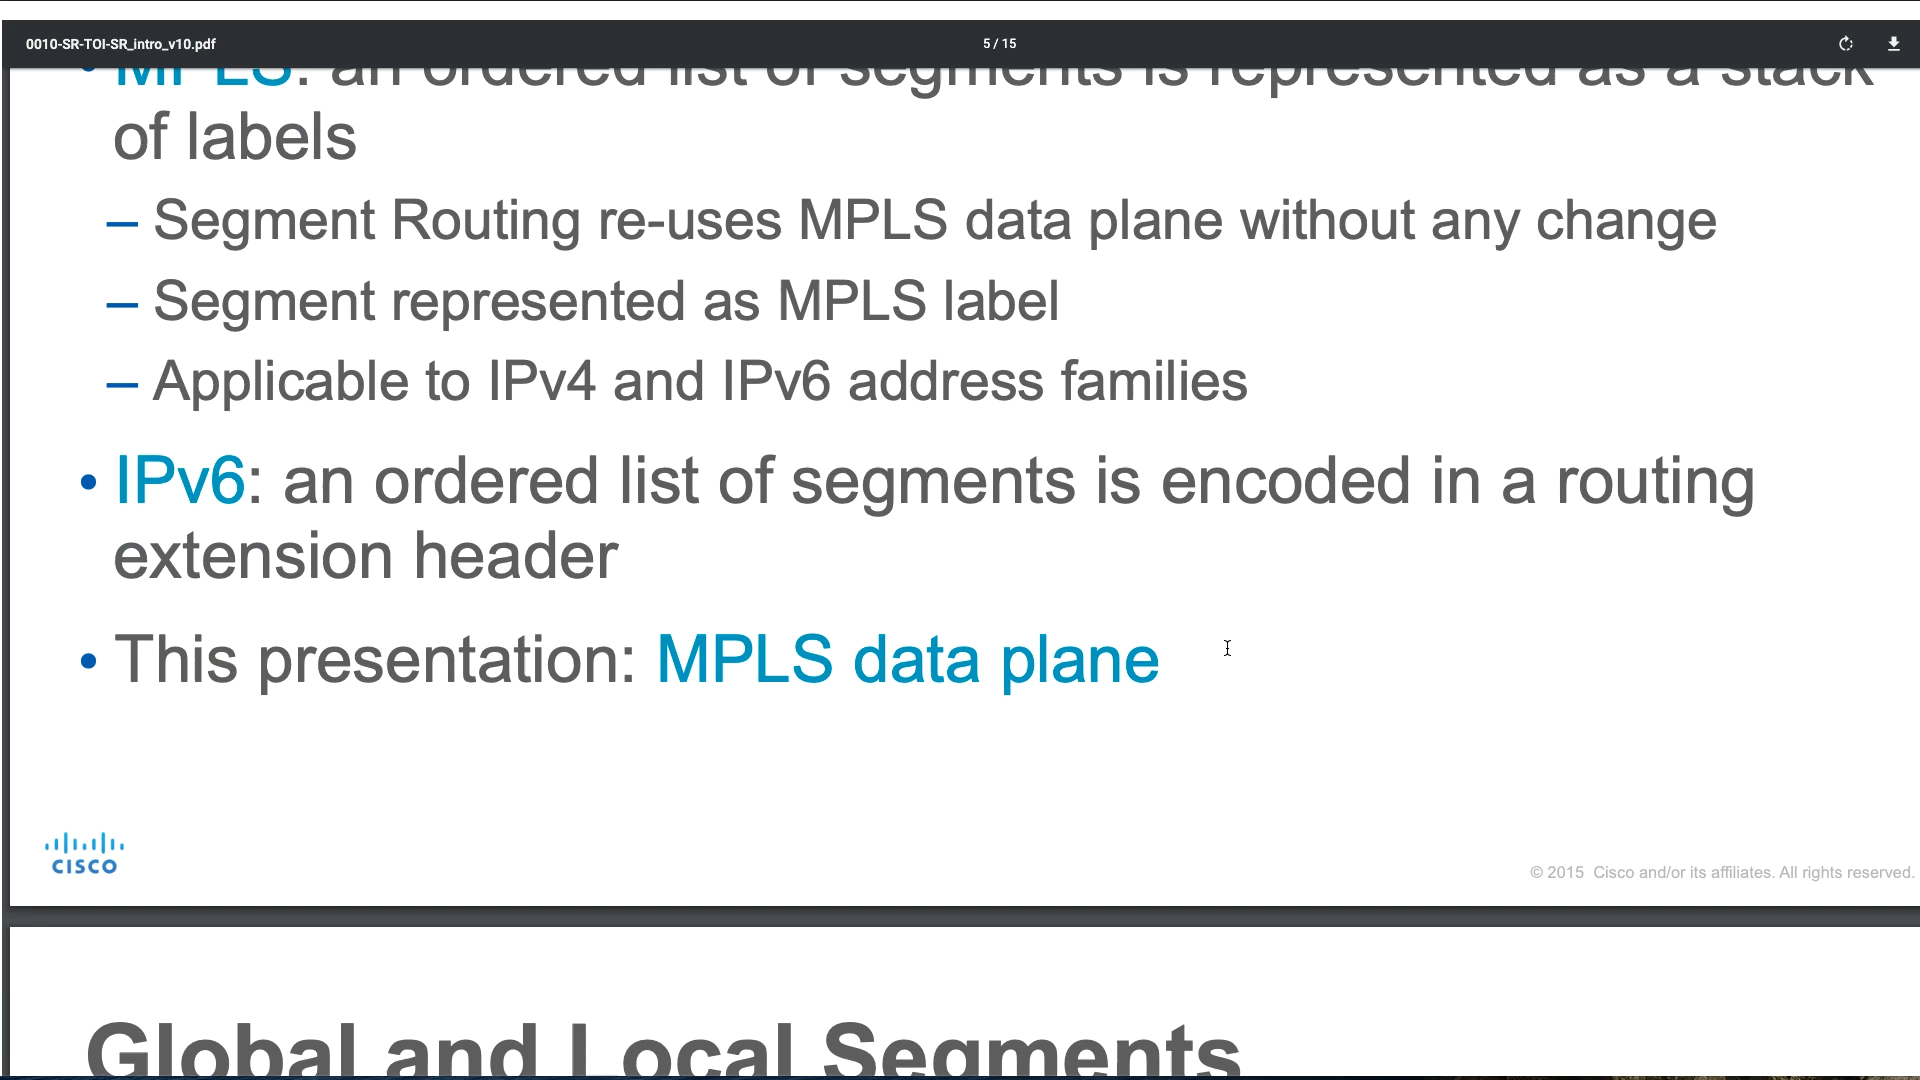 0010-SR-TOI-SR_intro_v10.pdf
5 / 15
• MPLS: an ordered list of segments is represented as a stack
of labels
– Segment Routing re-uses MPLS data plane without any change
– Segment represented as MPLS label
– Applicable to IPv4 and IPv6 address families
• IPv6: an ordered list of segments is encoded in a routing
extension header
• This presentation: MPLS data plane
CISCO
© 2015 Cisco and/or its affiliates. All rights reserved.
Global and Local Segments